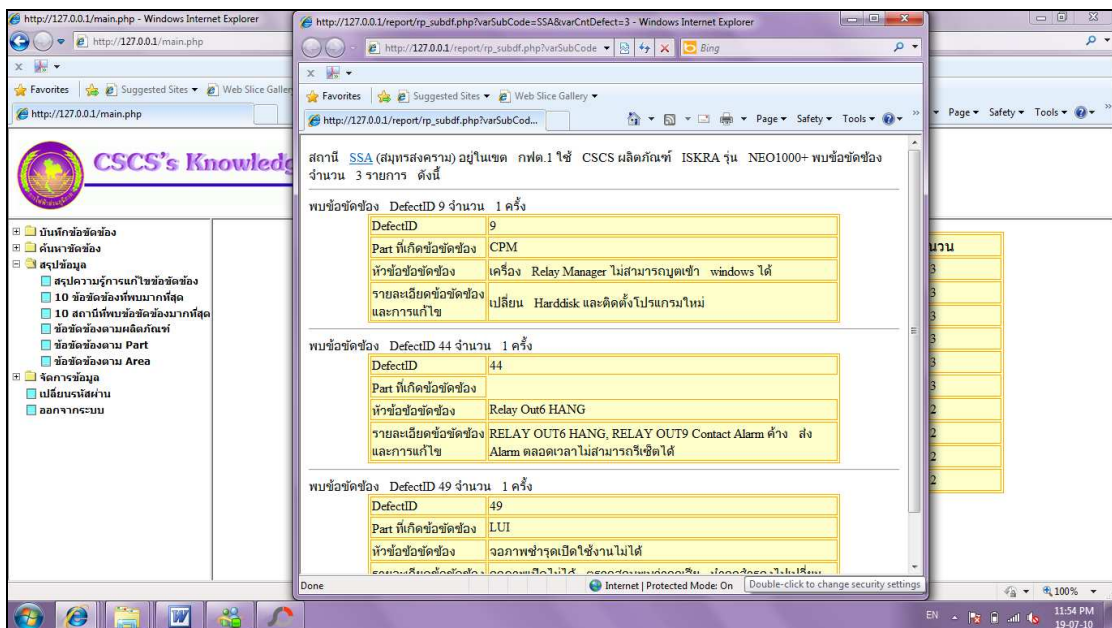 http://127.0.0.1/main.php - Windows Internet Explorer
http://127.0.0.1/main.php
Favorites Suggested Sites Web Slice Galler
http://127.0.0.1/main.php
Page Safety Tools
CSCS's Knowledg
บันทึกข้อขัดข้อง
ค้นหาขัดข้อง
สรุปข้อมูล
สรุปความรู้การแก้ไขข้อขัดข้อง
10 ข้อขัดข้องที่พบมากที่สุด
10 สถานีที่พบข้อขัดข้องมากที่สุด
ข้อขัดข้องตามผลิตภัณฑ์
ข้อขัดข้องตาม Part
ข้อขัดข้องตาม Area
จัดการข้อมูล
เปลี่ยนรหัสผ่าน
ออกจากระบบ
http://127.0.0.1/report/rp_subdf.php?varSubCode=SSA&varCntDefect=3 - Windows Internet Explorer
http://127.0.0.1/report/rp_subdf.php?varSubCode
Bing
Favorites Suggested Sites Web Slice Gallery
http://127.0.0.1/report/rp_subdf.php?varSubCod...
Page Safety Tools
สถานี SSA (สมุทรสงคราม) อยู่ในเขต กฟต.1 ใช้ CSCS ผลิตภัณฑ์ ISKRA รุ่น NEO1000+ พบข้อขัดข้อง
จำนวน 3 รายการ ดังนี้
พบข้อขัดข้อง DefectID 9 จำนวน 1 ครั้ง
DefectID 9
Part ที่เกิดข้อขัดข้อง CPM
หัวข้อข้อขัดข้อง เครื่อง Relay Manager ไม่สามารถบูตเข้า windows ได้
รายละเอียดข้อขัดข้อง
และการแก้ไข เปลี่ยน Harddisk และติดตั้งโปรแกรมใหม่
พบข้อขัดข้อง DefectID 44 จำนวน 1 ครั้ง
DefectID 44
Part ที่เกิดข้อขัดข้อง
หัวข้อข้อขัดข้อง Relay Out6 HANG
รายละเอียดข้อขัดข้อง RELAY OUT6 HANG, RELAY OUT9 Contact Alarm ค้าง ส่ง
และการแก้ไข Alarm ตลอดเวลาไม่สามารถรีเซ็ตได้
พบข้อขัดข้อง DefectID 49 จำนวน 1 ครั้ง
DefectID 49
Part ที่เกิดข้อขัดข้อง LUI
หัวข้อข้อขัดข้อง จอภาพชำรุดเปิดใช้งานไม่ได้
Done Internet | Protected Mode: On Double-click to change security settings
นวน
3
3
3
3
3
3
2
2
2
2
100%
EN 11:54 PM
19-07-10